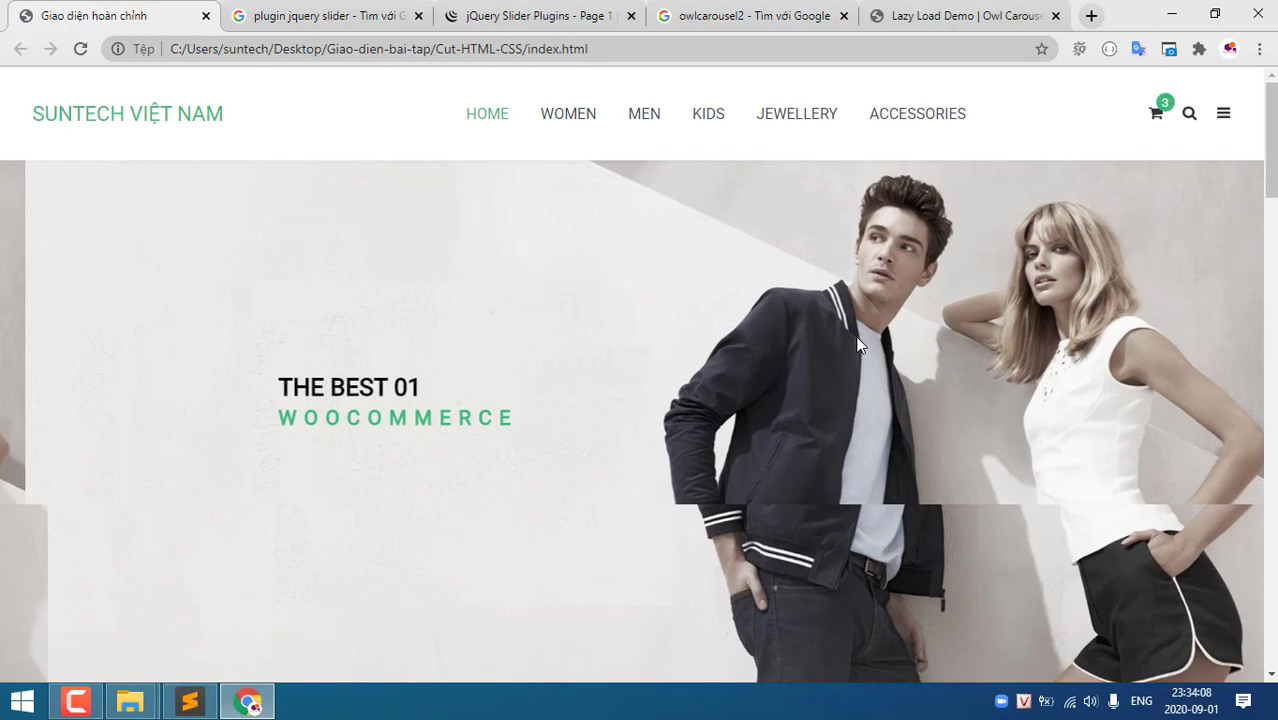 Giao diện hoàn chỉnh
plugin jquery slider - Tìm với G
jQuery Slider Plugins - Page 1
owlcarousel2 - Tìm với Google
Lazy Load Demo | Owl Carouse
Tệp
C:/Users/suntech/Desktop/Giao-dien-bai-tap/Cut-HTML-CSS/index.html
SUNTECH VIỆT NAM
HOME
WOMEN
MEN
KIDS
JEWELLERY
ACCESSORIES
3
THE BEST 01
WOOCOMMERCE
ENG
23:34:08
2020-09-01